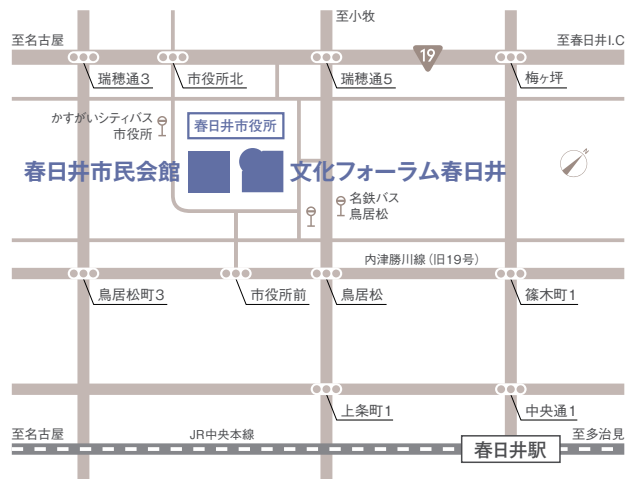 至小牧
至名古屋
至春日井I.C
19
瑞穂通3
市役所北
瑞穂通5
梅ヶ坪
かすがいシティバス
市役所
春日井市役所
N
春日井市民会館
文化フォーラム春日井
名鉄バス
鳥居松
内津勝川線（旧19号）
鳥居松町3
市役所前
鳥居松
篠木町1
上条町1
中央通1
至名古屋
JR中央本線
春日井駅
至多治見